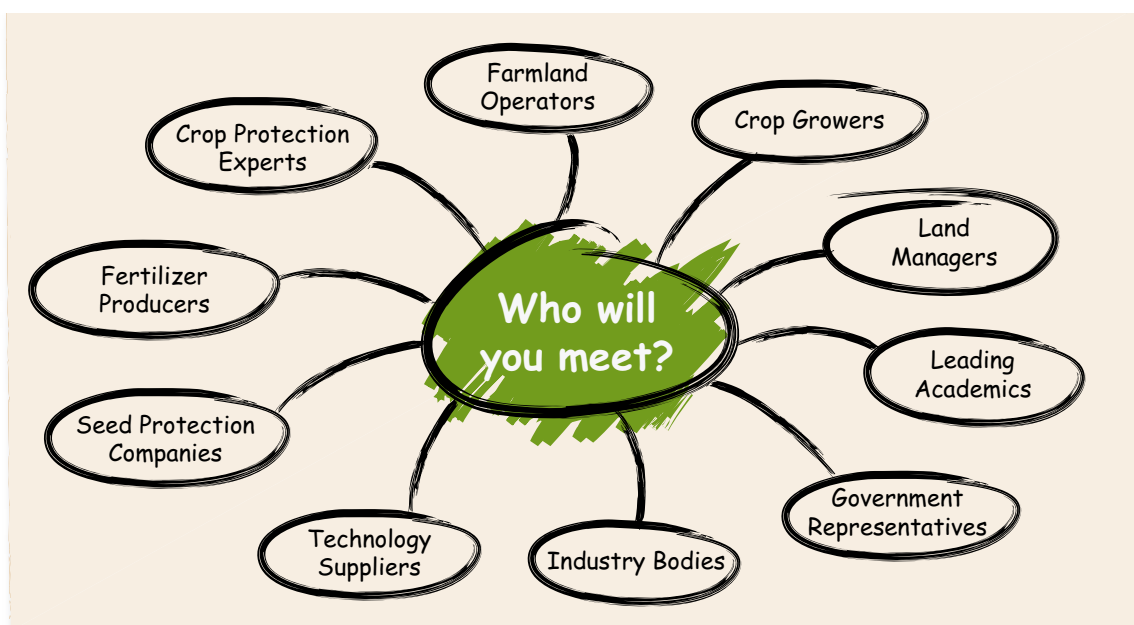 Farmland
Operators
Crop Growers
Crop Protection
Experts
Land
Managers
Fertilizer
Producers
Who will
you meet?
Leading
Academics
Seed Protection
Companies
Government
Representatives
Technology
Suppliers
Industry Bodies